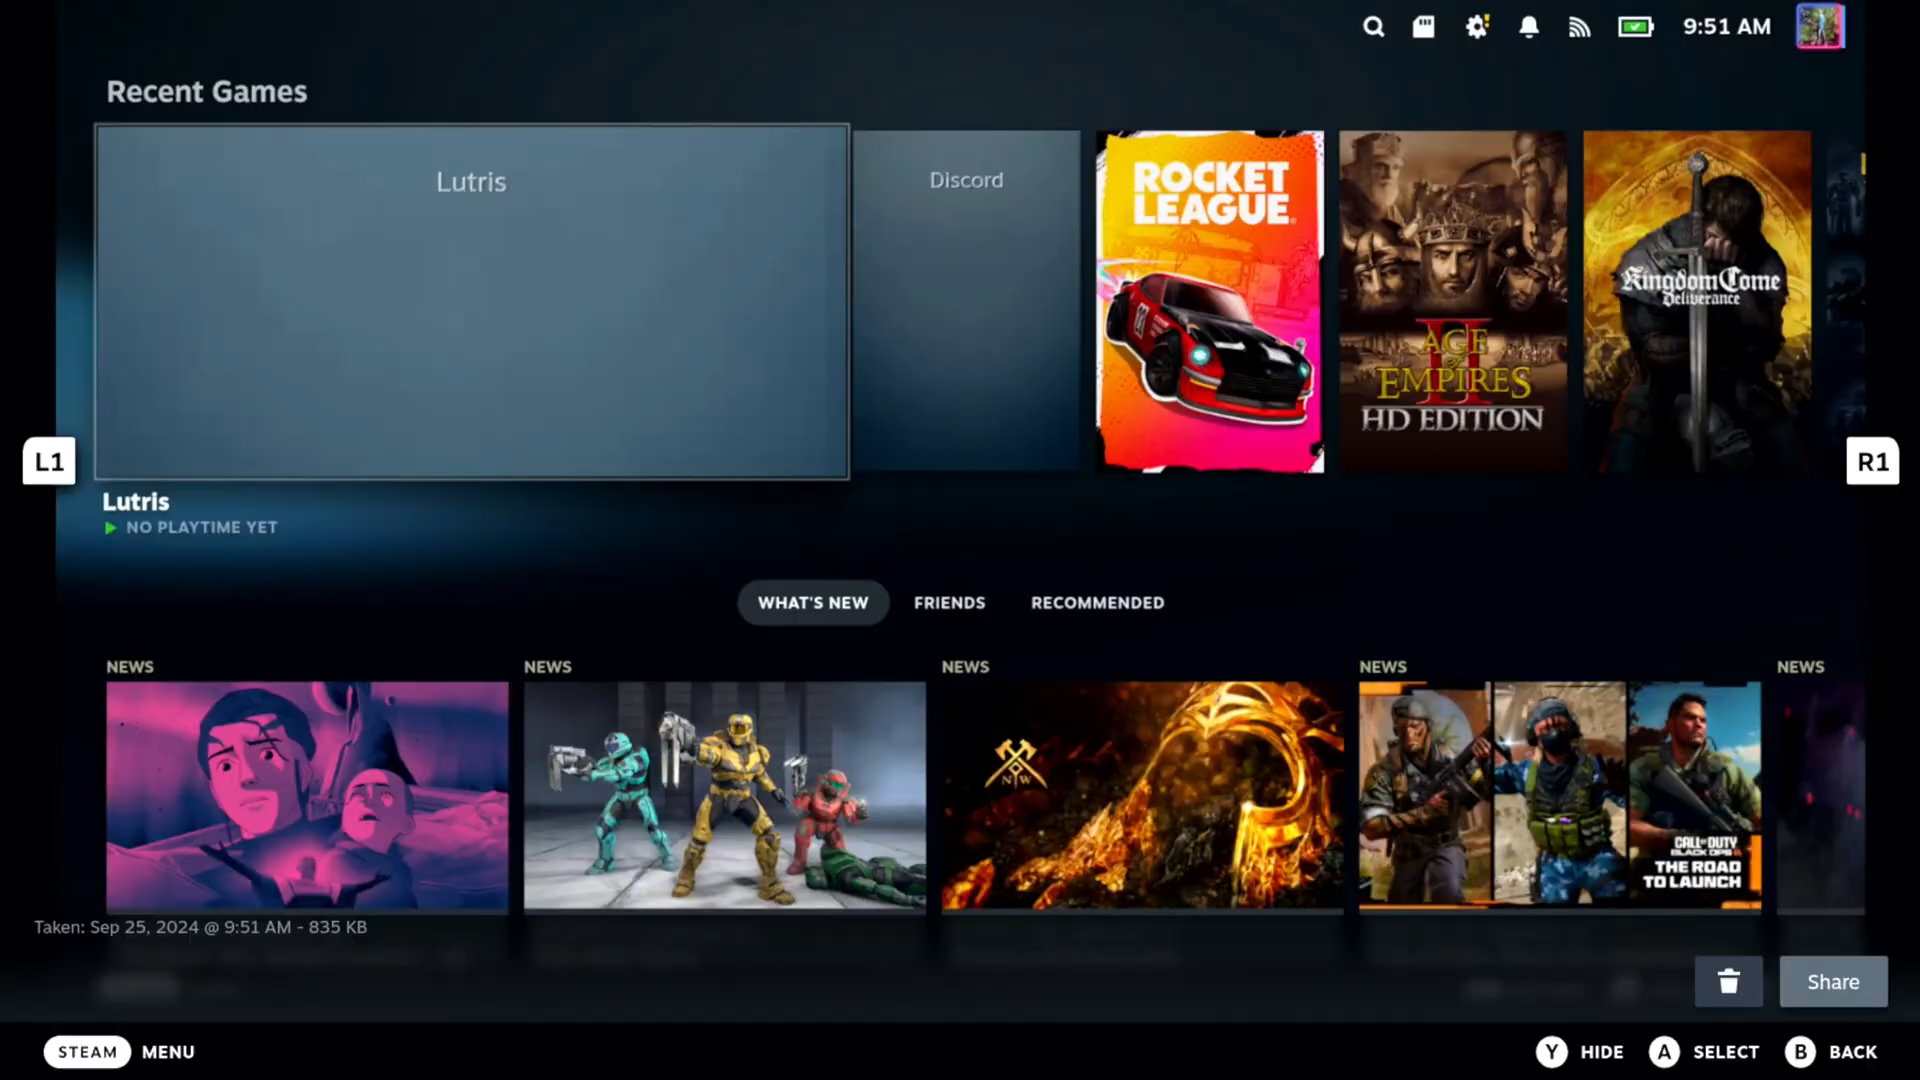 9:51 AM
Recent Games
Lutris
Discord
ROCKET
LEAGUE
AGE
of
EMPIRES
II
HD EDITION
Kingdom Come
Deliverance
L1
R1
Lutris
NO PLAYTIME YET
WHAT'S NEW
FRIENDS
RECOMMENDED
NEWS
NEWS
NEWS
NEWS
NEWS
N W
CALL OF DUTY
BLACK OPS 6
THE ROAD
TO LAUNCH
Taken: Sep 25, 2024 @ 9:51 AM - 835 KB
Share
STEAM MENU
Y HIDE A SELECT B BACK